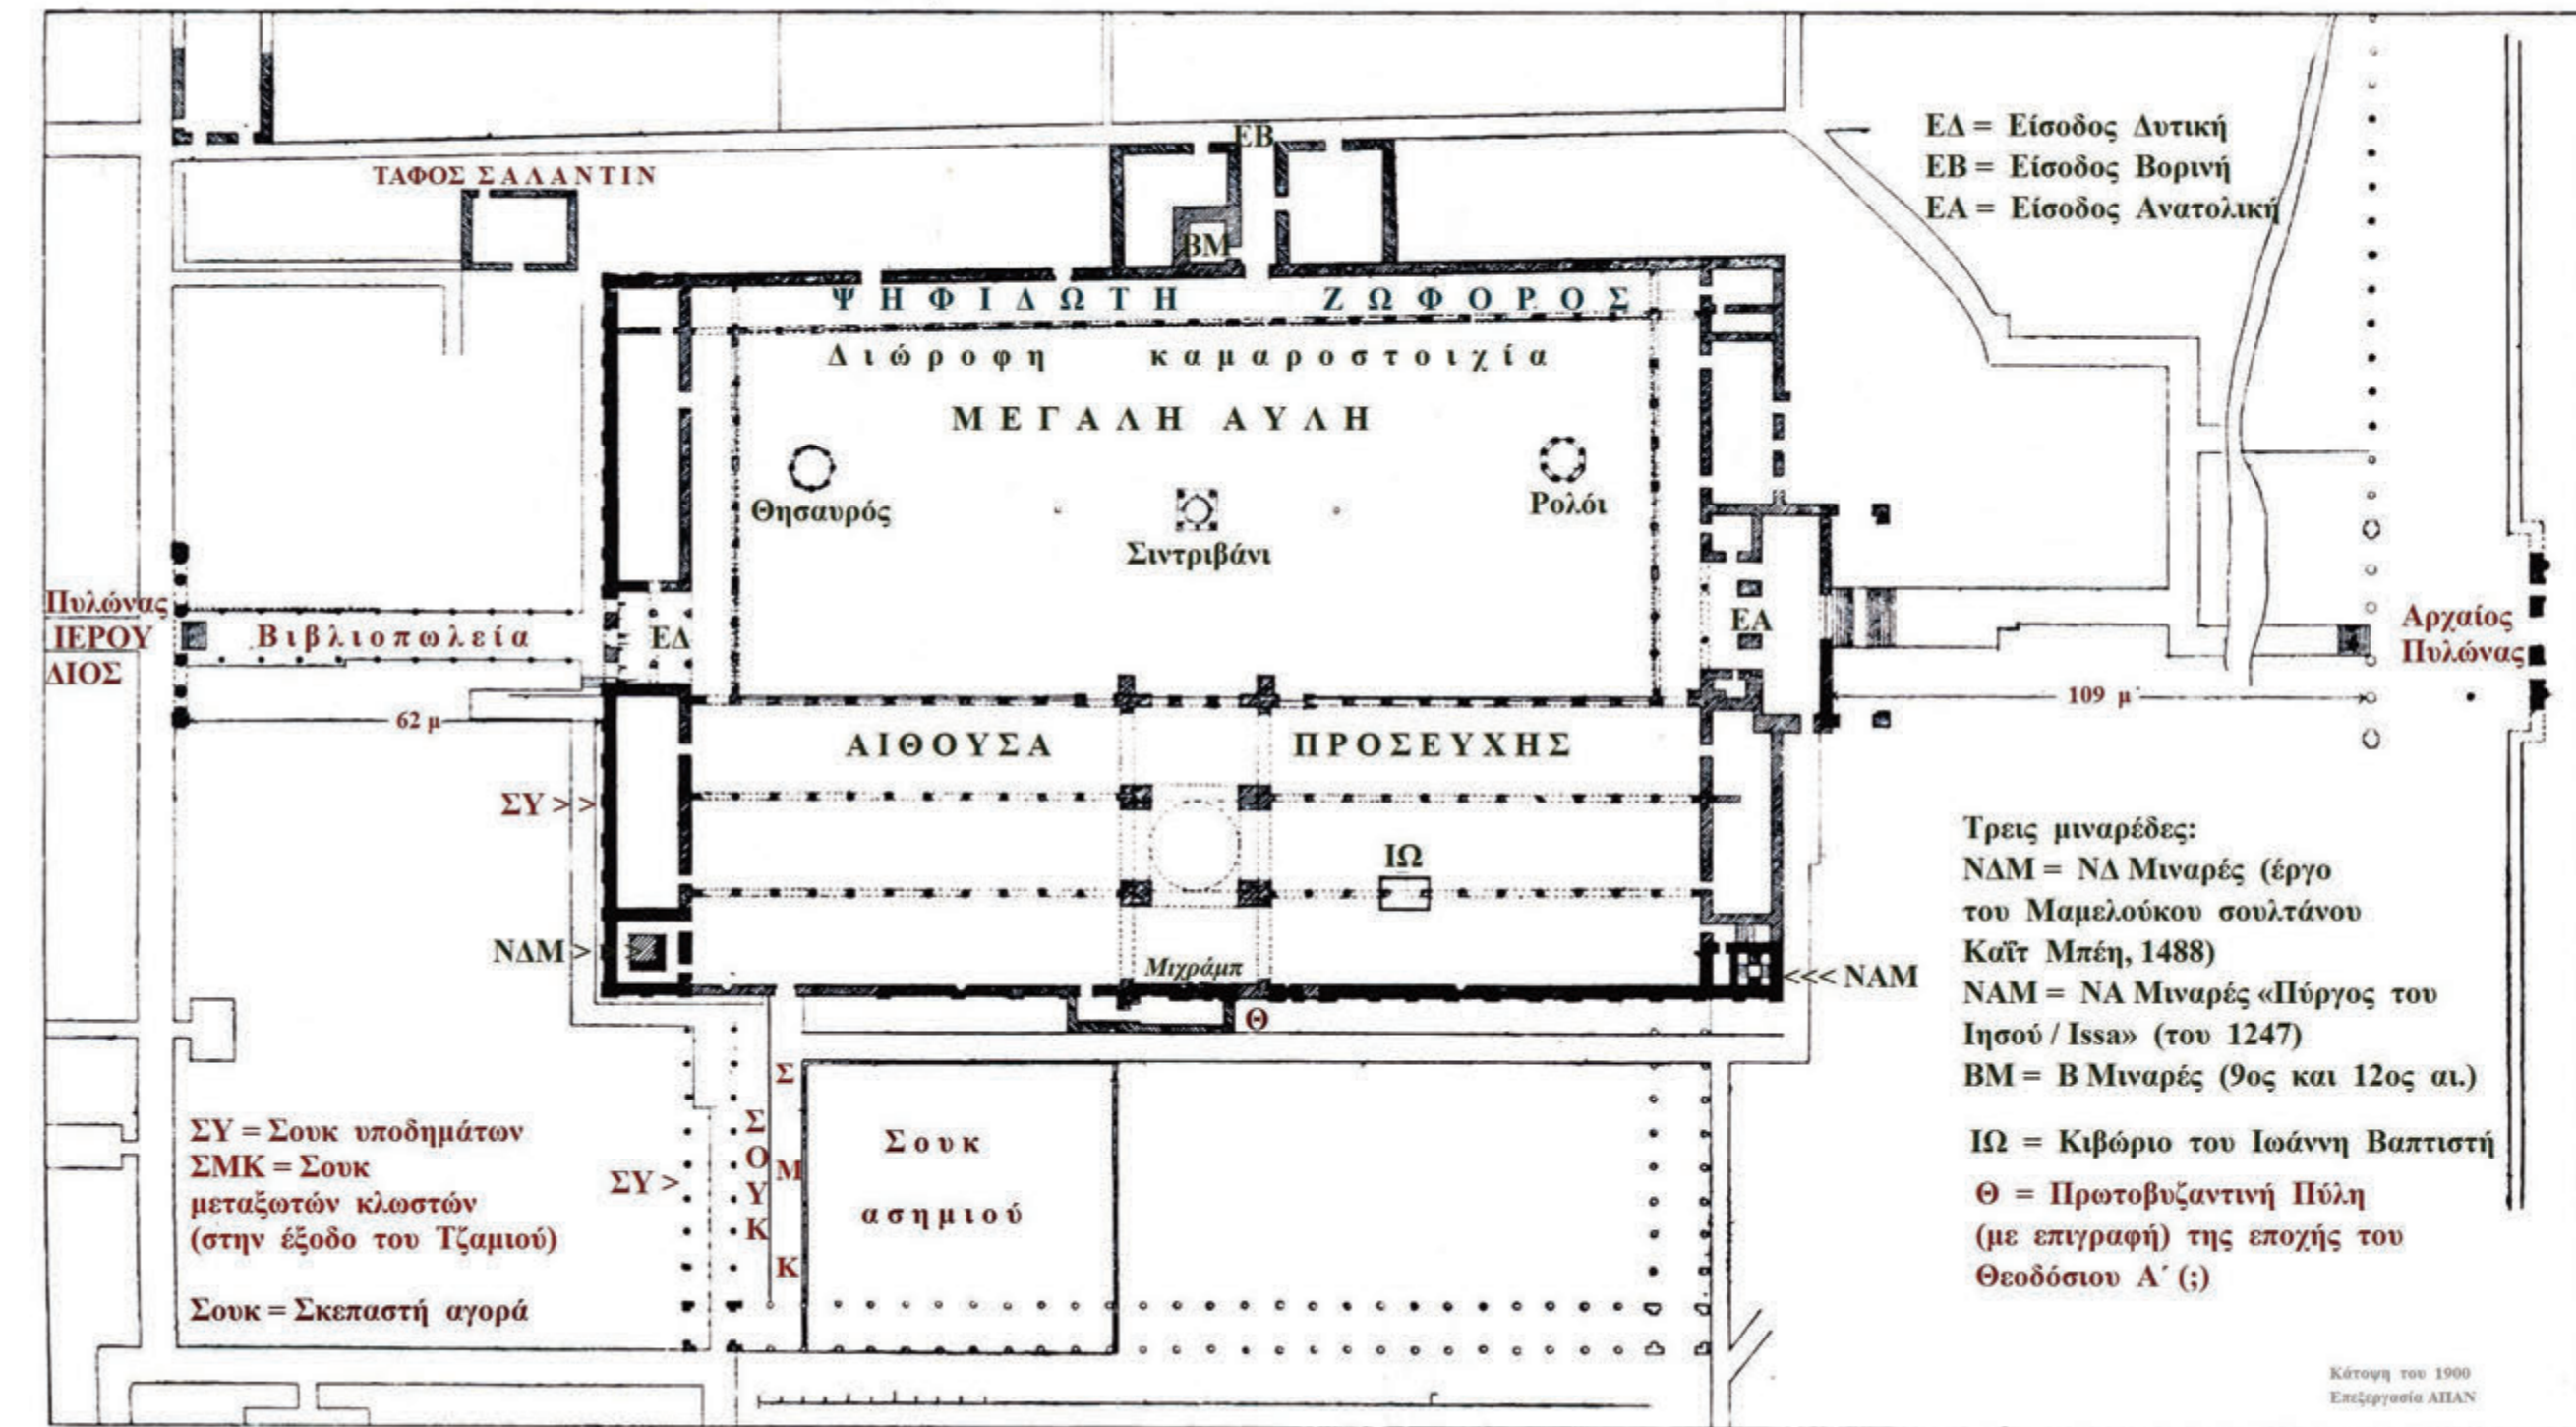 ΕΒ
ΕΔ = Είσοδος Δυτική
ΕΒ = Είσοδος Βορινή
ΕΑ = Είσοδος Ανατολική
ΤΑΦΟΣ ΣΑΛΑΝΤΙΝ
ΒΜ
ΨΗΦΙΔΩΤΗ ΖΩΦΟΡΟΣ
Διώροφη καμαροστοιχία
ΜΕΓΑΛΗ ΑΥΛΗ
Θησαυρός
Ρολόι
Σιντριβάνι
Πυλώνας
ΙΕΡΟΥ
ΔΙΟΣ
Βιβλιοπωλεία
ΕΔ
ΕΑ
Αρχαίος
Πυλώνας
62 μ
109 μ
ΑΙΘΟΥΣΑ ΠΡΟΣΕΥΧΗΣ
ΣΥ > >
ΙΩ
ΝΔΜ > > >
Μιχράμπ
<<< ΝΑΜ
Θ
Τρεις μιναρέδες:
ΝΔΜ = ΝΔ Μιναρές (έργο
του Μαμελούκου σουλτάνου
Καΐτ Μπέη, 1488)
ΝΑΜ = ΝΑ Μιναρές «Πύργος του
Ιησού / Issa» (του 1247)
ΒΜ = Β Μιναρές (9ος και 12ος αι.)
ΙΩ = Κιβώριο του Ιωάννη Βαπτιστή
Θ = Πρωτοβυζαντινή Πύλη
(με επιγραφή) της εποχής του
Θεοδόσιου Α΄ (;)
ΣΥ = Σουκ υποδημάτων
ΣΜΚ = Σουκ
μεταξωτών κλωστών
(στην έξοδο του Τζαμιού)
Σουκ = Σκεπαστή αγορά
ΣΥ >
ΣΟΥΚ
ΣΜΚ
Σουκ
ασημιού
Κάτοψη του 1900
Επεξεργασία ΑΠΑΝ